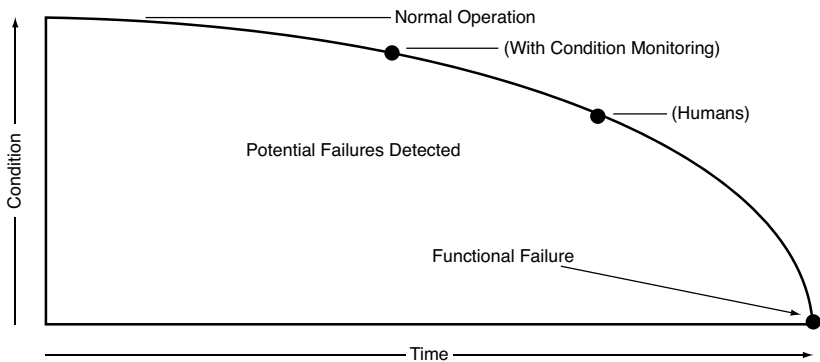 Normal Operation
(With Condition Monitoring)
(Humans)
Potential Failures Detected
Condition
Functional Failure
Time